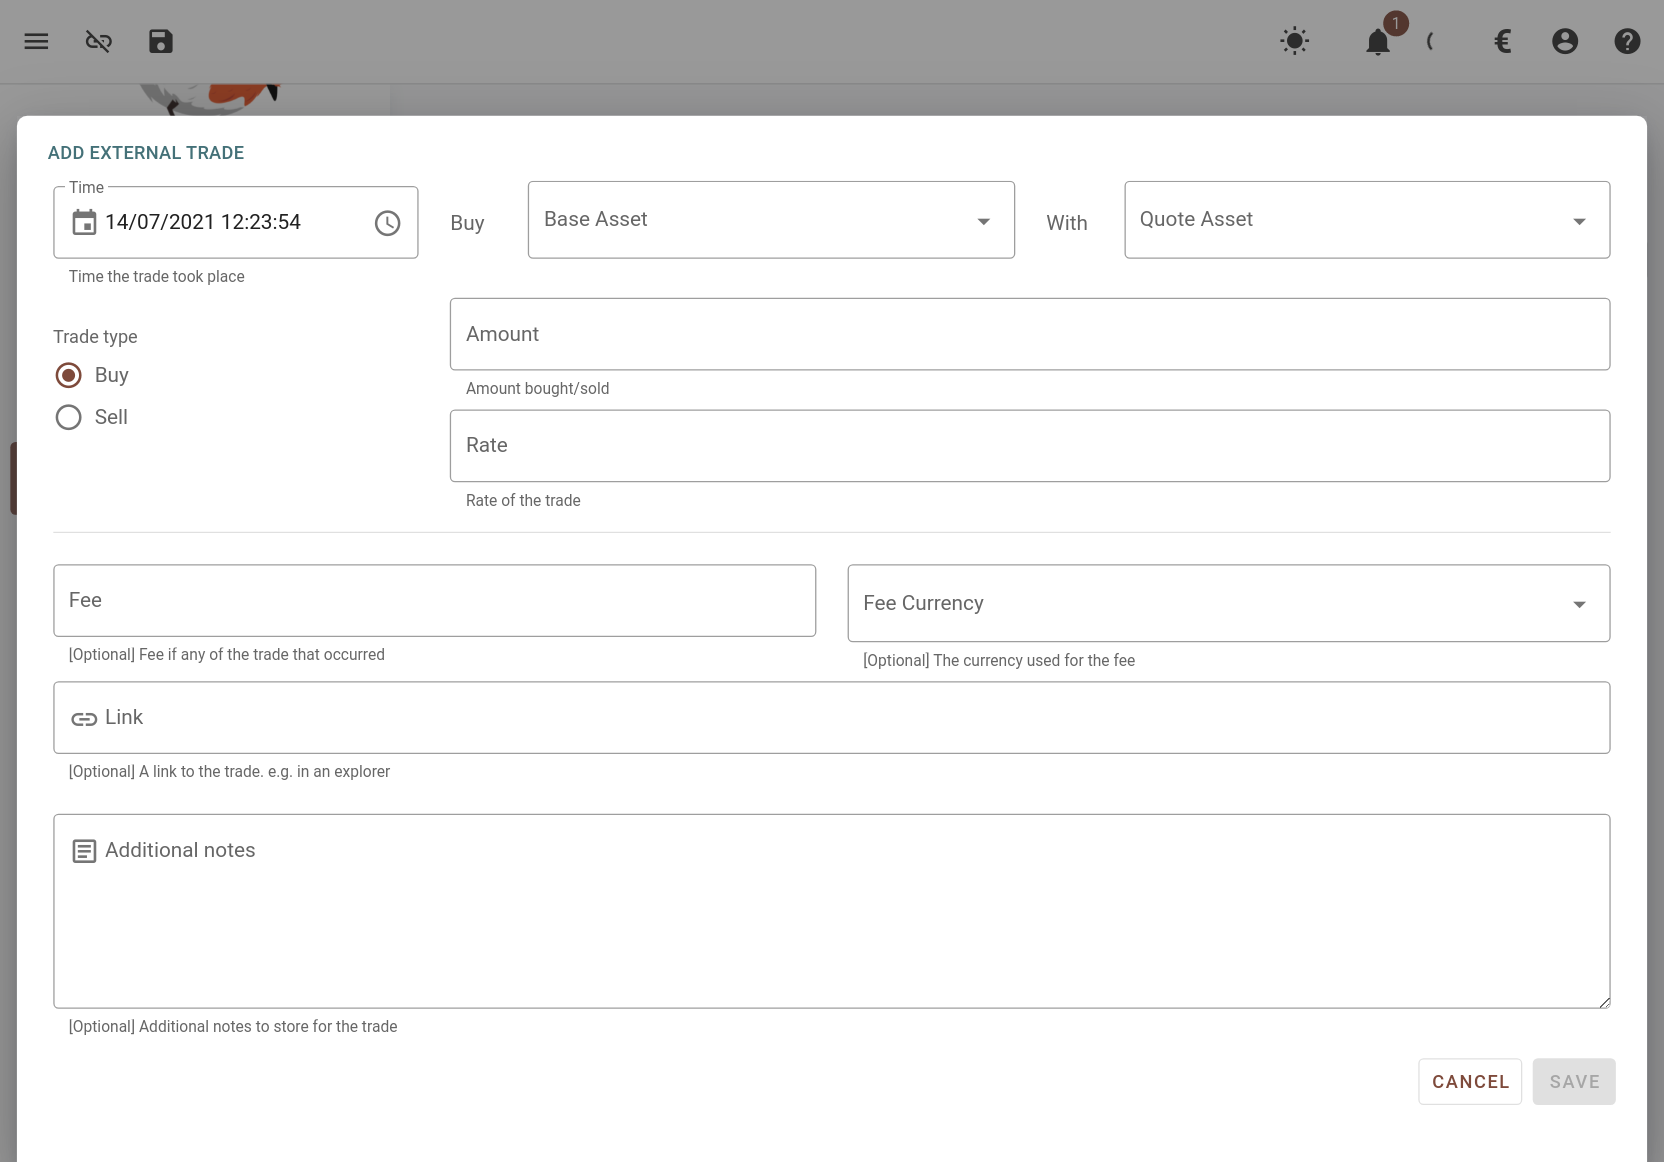 1
€
ADD EXTERNAL TRADE
Time
14/07/2021 12:23:54
Buy
Base Asset
With
Quote Asset
Time the trade took place
Trade type
Buy
Sell
Amount
Amount bought/sold
Rate
Rate of the trade
Fee
[Optional] Fee if any of the trade that occurred
Fee Currency
[Optional] The currency used for the fee
Link
[Optional] A link to the trade. e.g. in an explorer
Additional notes
[Optional] Additional notes to store for the trade
CANCEL
SAVE